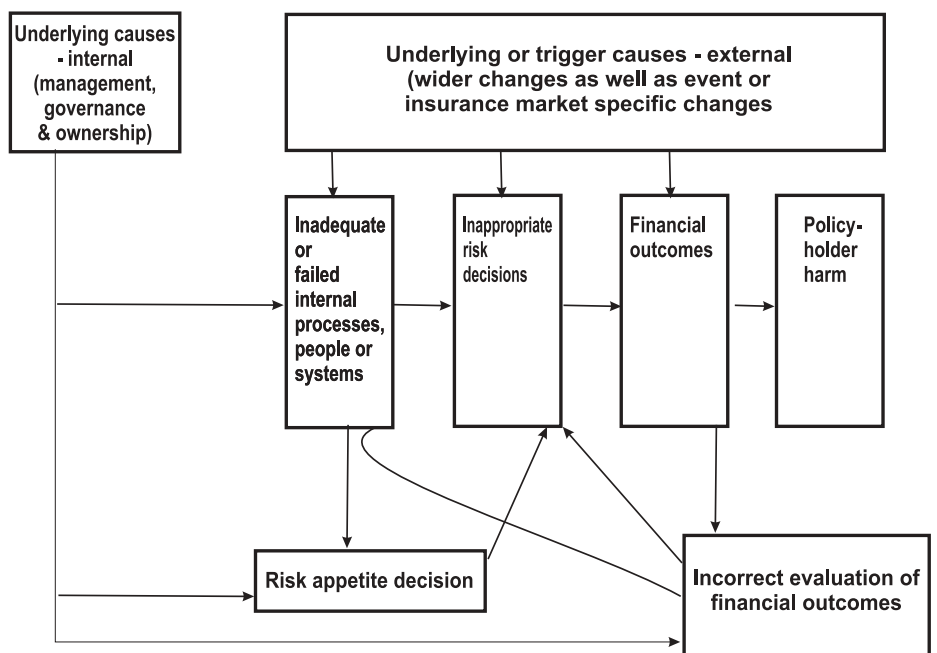 Underlying causes
- internal
(management,
governance
& ownership)
Underlying or trigger causes - external
(wider changes as well as event or
insurance market specific changes
Inadequate
or
failed
internal
processes,
people or
systems
Inappropriate
risk
decisions
Financial
outcomes
Policy-
holder
harm
Risk appetite decision
Incorrect evaluation of
financial outcomes